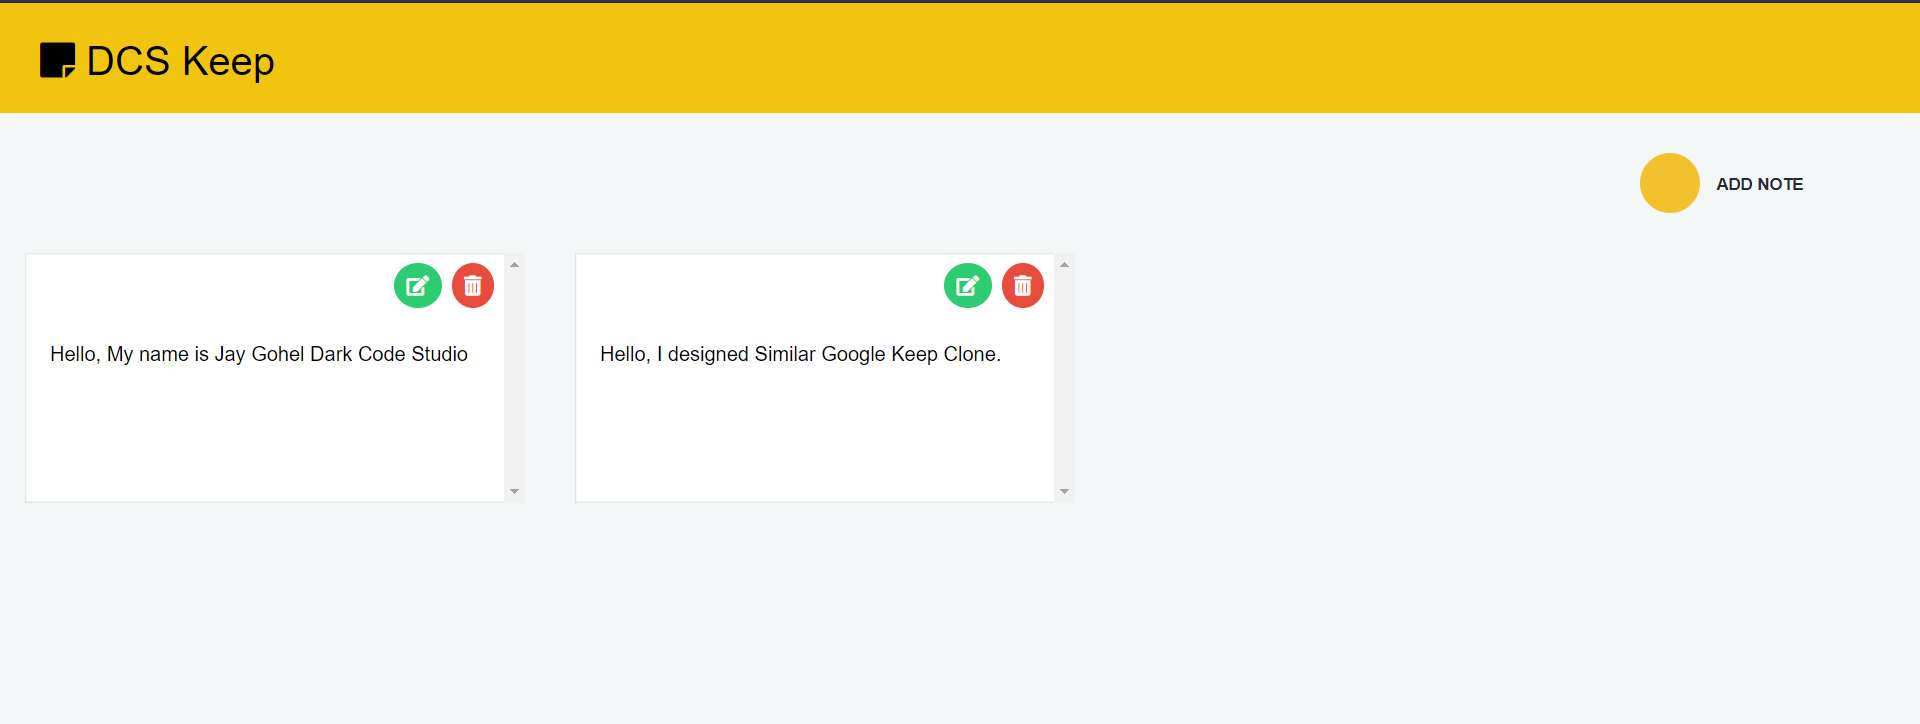 DCS Keep
ADD NOTE
Hello, My name is Jay Gohel Dark Code Studio
Hello, I designed Similar Google Keep Clone.